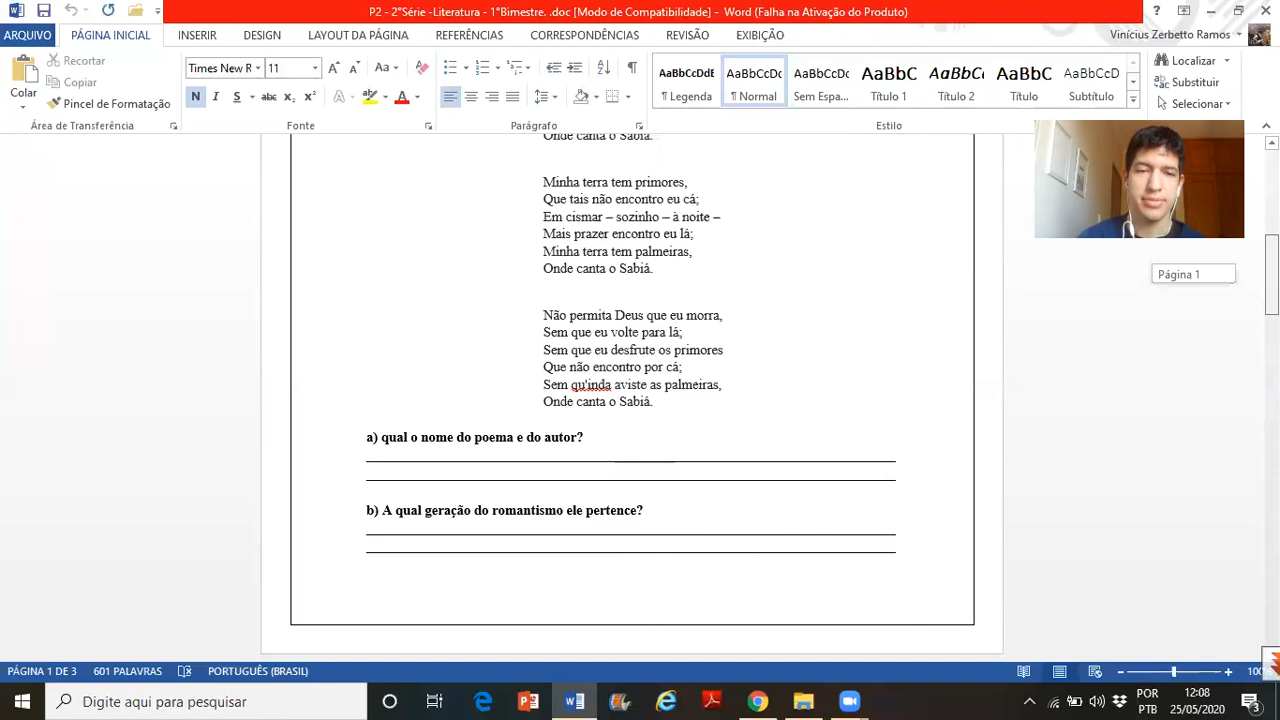 P2 - 2ºSérie -Literatura - 1ºBimestre. .doc [Modo de Compatibilidade] - Word (Falha na Ativação do Produto)
ARQUIVO PÁGINA INICIAL INSERIR DESIGN LAYOUT DA PÁGINA REFERÊNCIAS CORRESPONDÊNCIAS REVISÃO EXIBIÇÃO Vinícius Zerbetto Ramos
Colar
Recortar
Copiar
Pincel de Formatação
Área de Transferência
Times New R 11
N I S abc x₂ x²
Fonte
Parágrafo
AaBbCcDdE AaBbCcDc AaBbCcDc AaBbC AaBbCc AaBbC AaBbCcD
¶ Legenda ¶ Normal Sem Espa... Título 1 Título 2 Título Subtítulo
Estilo
Localizar
Substituir
Selecionar
Onde canta o Sabiá.
Minha terra tem primores,
Que tais não encontro eu cá;
Em cismar – sozinho – à noite –
Mais prazer encontro eu lá;
Minha terra tem palmeiras,
Onde canta o Sabiá.
Não permita Deus que eu morra,
Sem que eu volte para lá;
Sem que eu desfrute os primores
Que não encontro por cá;
Sem qu'inda aviste as palmeiras,
Onde canta o Sabiá.
a) qual o nome do poema e do autor?
b) A qual geração do romantismo ele pertence?
Página 1
PÁGINA 1 DE 3 601 PALAVRAS PORTUGUÊS (BRASIL) 100%
Digite aqui para pesquisar
POR
PTB
12:08
25/05/2020
3